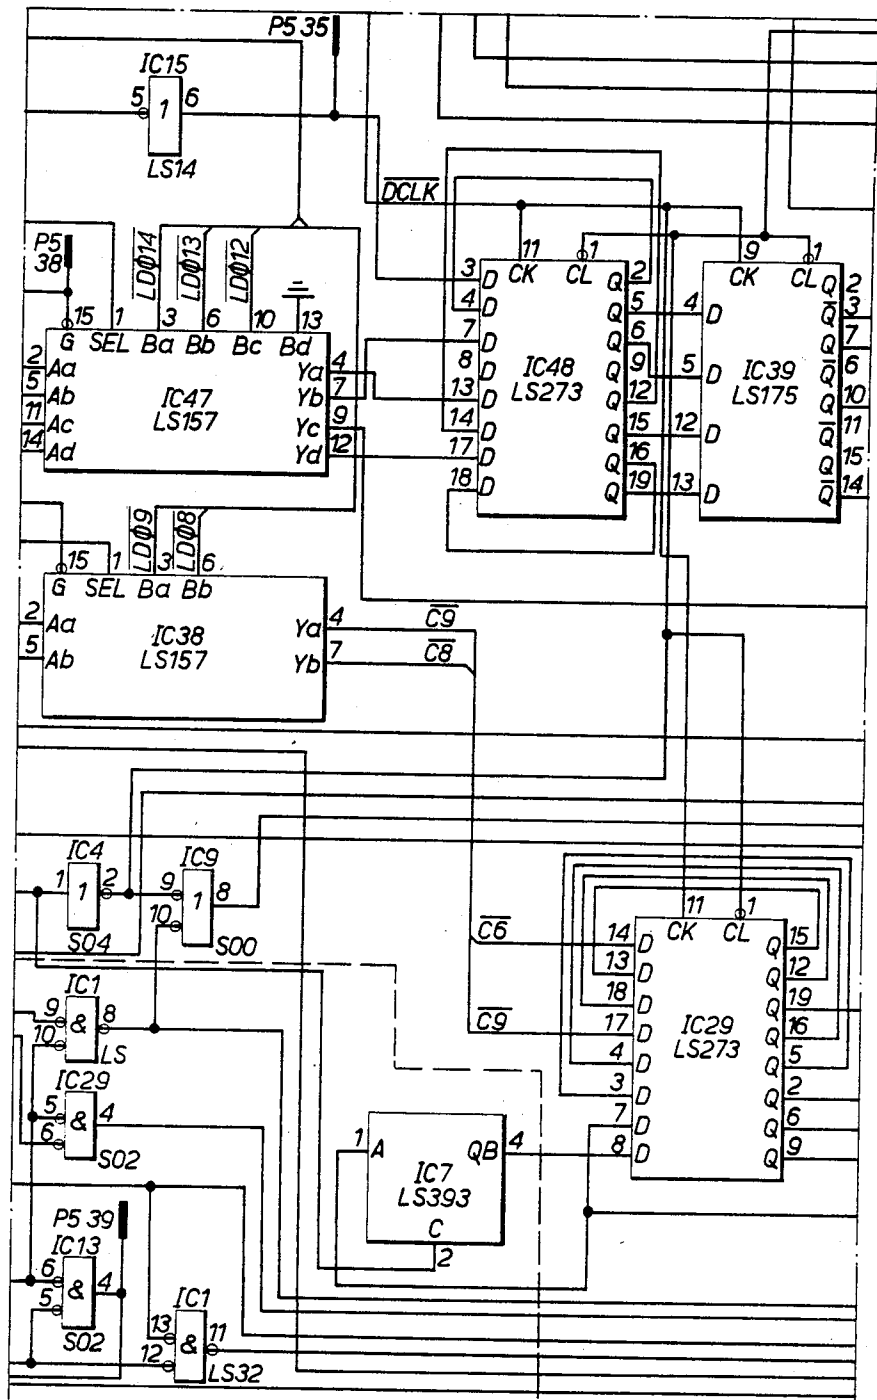 P5 35
IC15
5 1 6
LS14
DCLK
P5
38
LDΦ14
LDΦ13
LDΦ12
15 1 3 6 10 13
G SEL Ba Bb Bc Bd
2 Aa
5 Ab
11 Ac
14 Ad
IC47
LS157
Ya 4
Yb 7
Yc 9
Yd 12
11 1
CK CL
3 D
4 D
7 D
8 D
13 D
14 D
17 D
18 D
IC48
LS273
Q 2
Q 5
Q 6
Q 9
Q 12
Q 15
Q 16
Q 19
9 1
CK CL
4 D
5 D
12 D
13 D
IC39
LS175
Q 2
Q 3
Q 7
Q 6
Q 10
Q 11
Q 15
Q 14
LDΦ9
LDΦ8
15 1 3 6
G SEL Ba Bb
2 Aa
5 Ab
IC38
LS157
Ya 4
Yb 7
C9
C8
IC4
1 1 2
S04
IC9
9 1 8
10
S00
IC1
9 & 8
10
LS
IC29
5 & 4
6
S02
P5 39
IC13
6 & 4
5
S02
IC1
13 & 11
12
LS32
1 A QB 4
IC7
LS393
C
2
C6
C9
11 1
CK CL
14 D
13 D
18 D
17 D
4 D
3 D
7 D
8 D
IC29
LS273
Q 15
Q 12
Q 19
Q 16
Q 5
Q 2
Q 6
Q 9